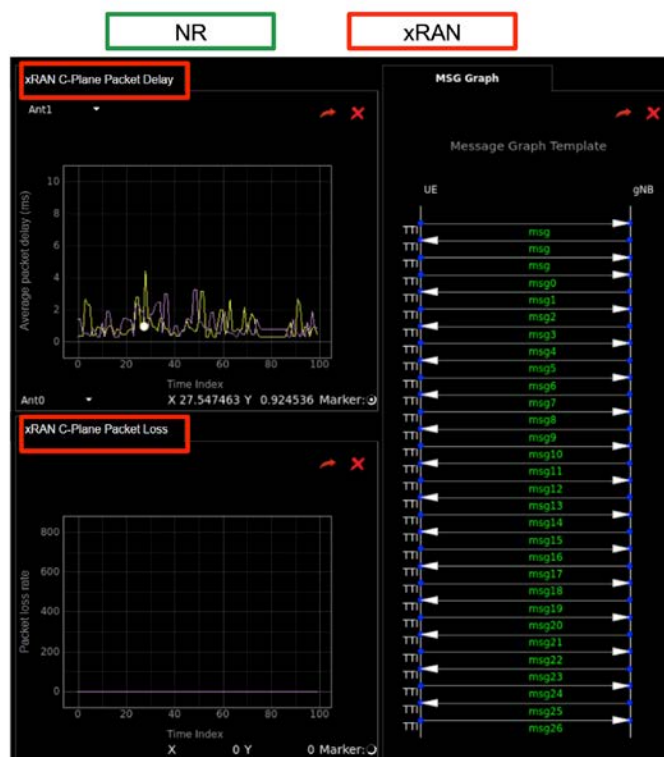 NR
xRAN
xRAN C-Plane Packet Delay
Ant1
Average packet delay (ms)
10
8
6
4
2
0
0 20 40 60 80 100
Time Index
Ant0
X 27.547463 Y 0.924536 Marker:
xRAN C-Plane Packet Loss
Packet loss rate
800
600
400
200
0
0 20 40 60 80 100
Time Index
X 0 Y 0 Marker:
MSG Graph
Message Graph Template
UE gNB
TTI
msg
TTI
msg
TTI
msg
TTI
msg0
TTI
msg1
TTI
msg2
TTI
msg3
TTI
msg4
TTI
msg5
TTI
msg6
TTI
msg7
TTI
msg8
TTI
msg9
TTI
msg10
TTI
msg11
TTI
msg12
TTI
msg13
TTI
msg14
TTI
msg15
TTI
msg16
TTI
msg17
TTI
msg18
TTI
msg19
TTI
msg20
TTI
msg21
TTI
msg22
TTI
msg23
TTI
msg24
TTI
msg25
TTI
msg26